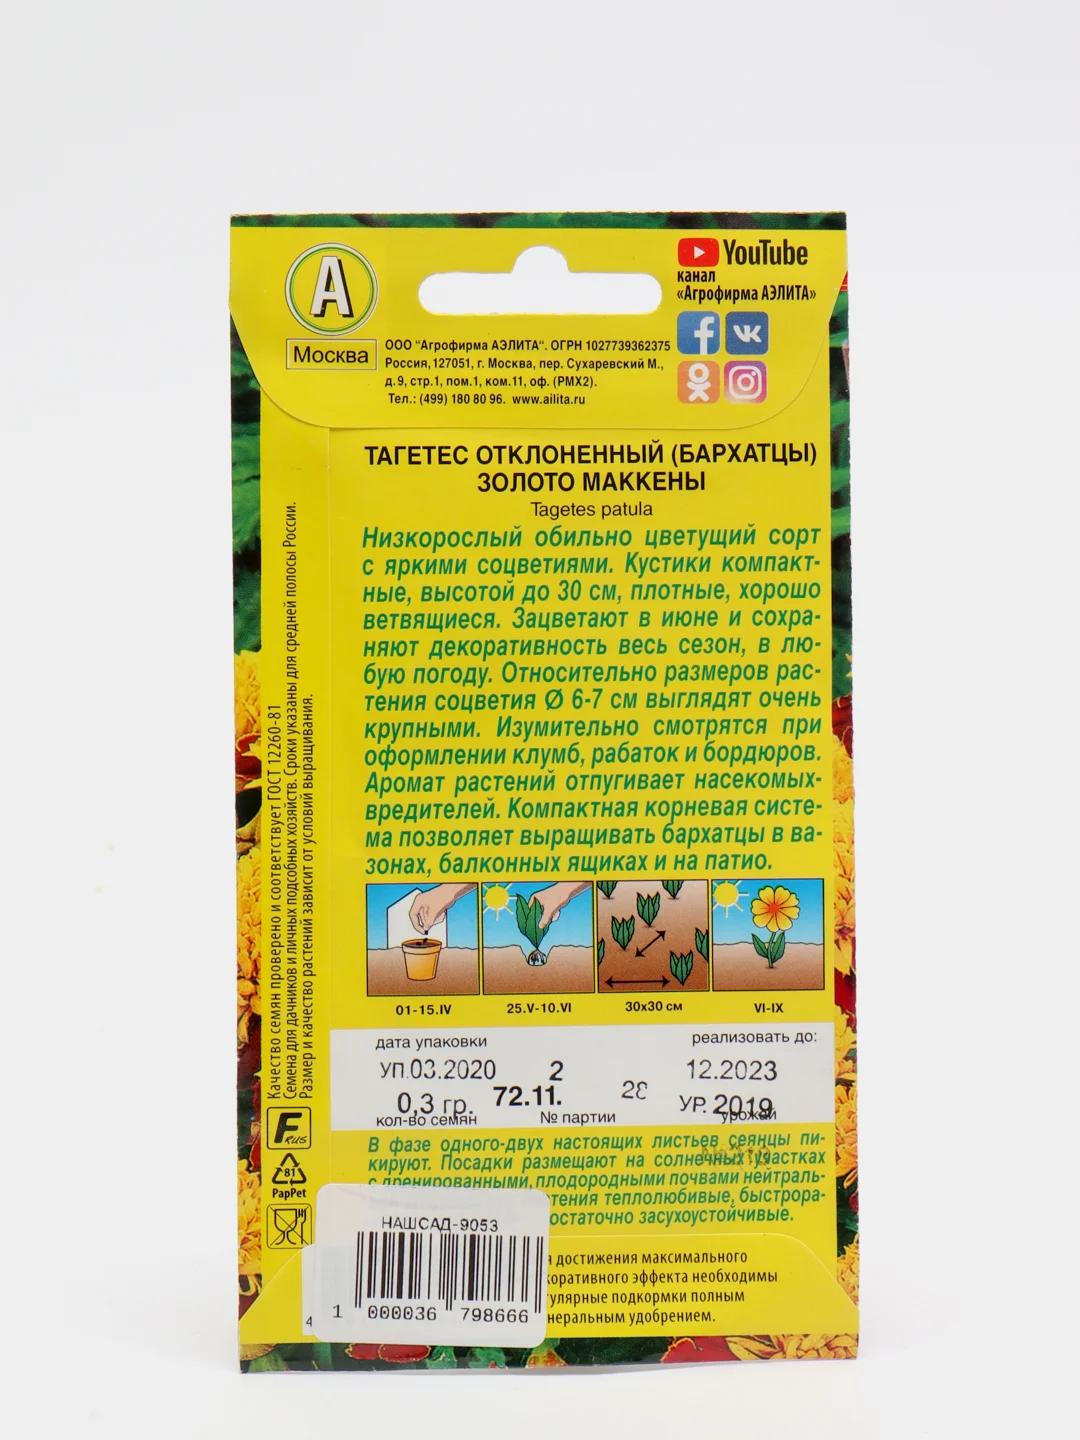 А
Москва
YouTube
канал
«Агрофирма АЭЛИТА»
ООО "Агрофирма АЭЛИТА". ОГРН 1027739362375
Россия, 127051, г. Москва, пер. Сухаревский М.,
д. 9, стр.1, пом.1, ком.11, оф. (РМХ2).
Тел.: (499) 180 80 96. www.ailita.ru
ТАГЕТЕС ОТКЛОНЕННЫЙ (БАРХАТЦЫ)
ЗОЛОТО МАККЕНЫ
Tagetes patula
Низкорослый обильно цветущий сорт
с яркими соцветиями. Кустики компакт-
ные, высотой до 30 см, плотные, хорошо
ветвящиеся. Зацветают в июне и сохра-
няют декоративность весь сезон, в лю-
бую погоду. Относительно размеров рас-
тения соцветия Ø 6-7 см выглядят очень
крупными. Изумительно смотрятся при
оформлении клумб, рабаток и бордюров.
Аромат растений отпугивает насекомых-
вредителей. Компактная корневая систе-
ма позволяет выращивать бархатцы в ва-
зонах, балконных ящиках и на патио.
01-15.IV 25.V-10.VI 30х30 см VI-IX
дата упаковки реализовать до:
УП.03.2020 2 12.2023
0,3 гр. 72.11. 28 УР. 2019
кол-во семян № партии урожай
В фазе одного-двух настоящих листьев сеянцы пи-
кируют. Посадки размещают на солнечных участках
с дренированными, плодородными почвами нейтраль-
теплолюбивые, быстрора-
засухоустойчивые.
достижения максимального
эффекта необходимы
подкормки полным
удобрением.
Качество семян проверено и соответствует ГОСТ 12260-81
Семена для дачников и личных подсобных хозяйств. Сроки указаны для средней полосы России.
Размер и качество растений зависит от условий выращивания.
F RUS
81
PapPet
НАШСАД-9053
1 000036 798666
4